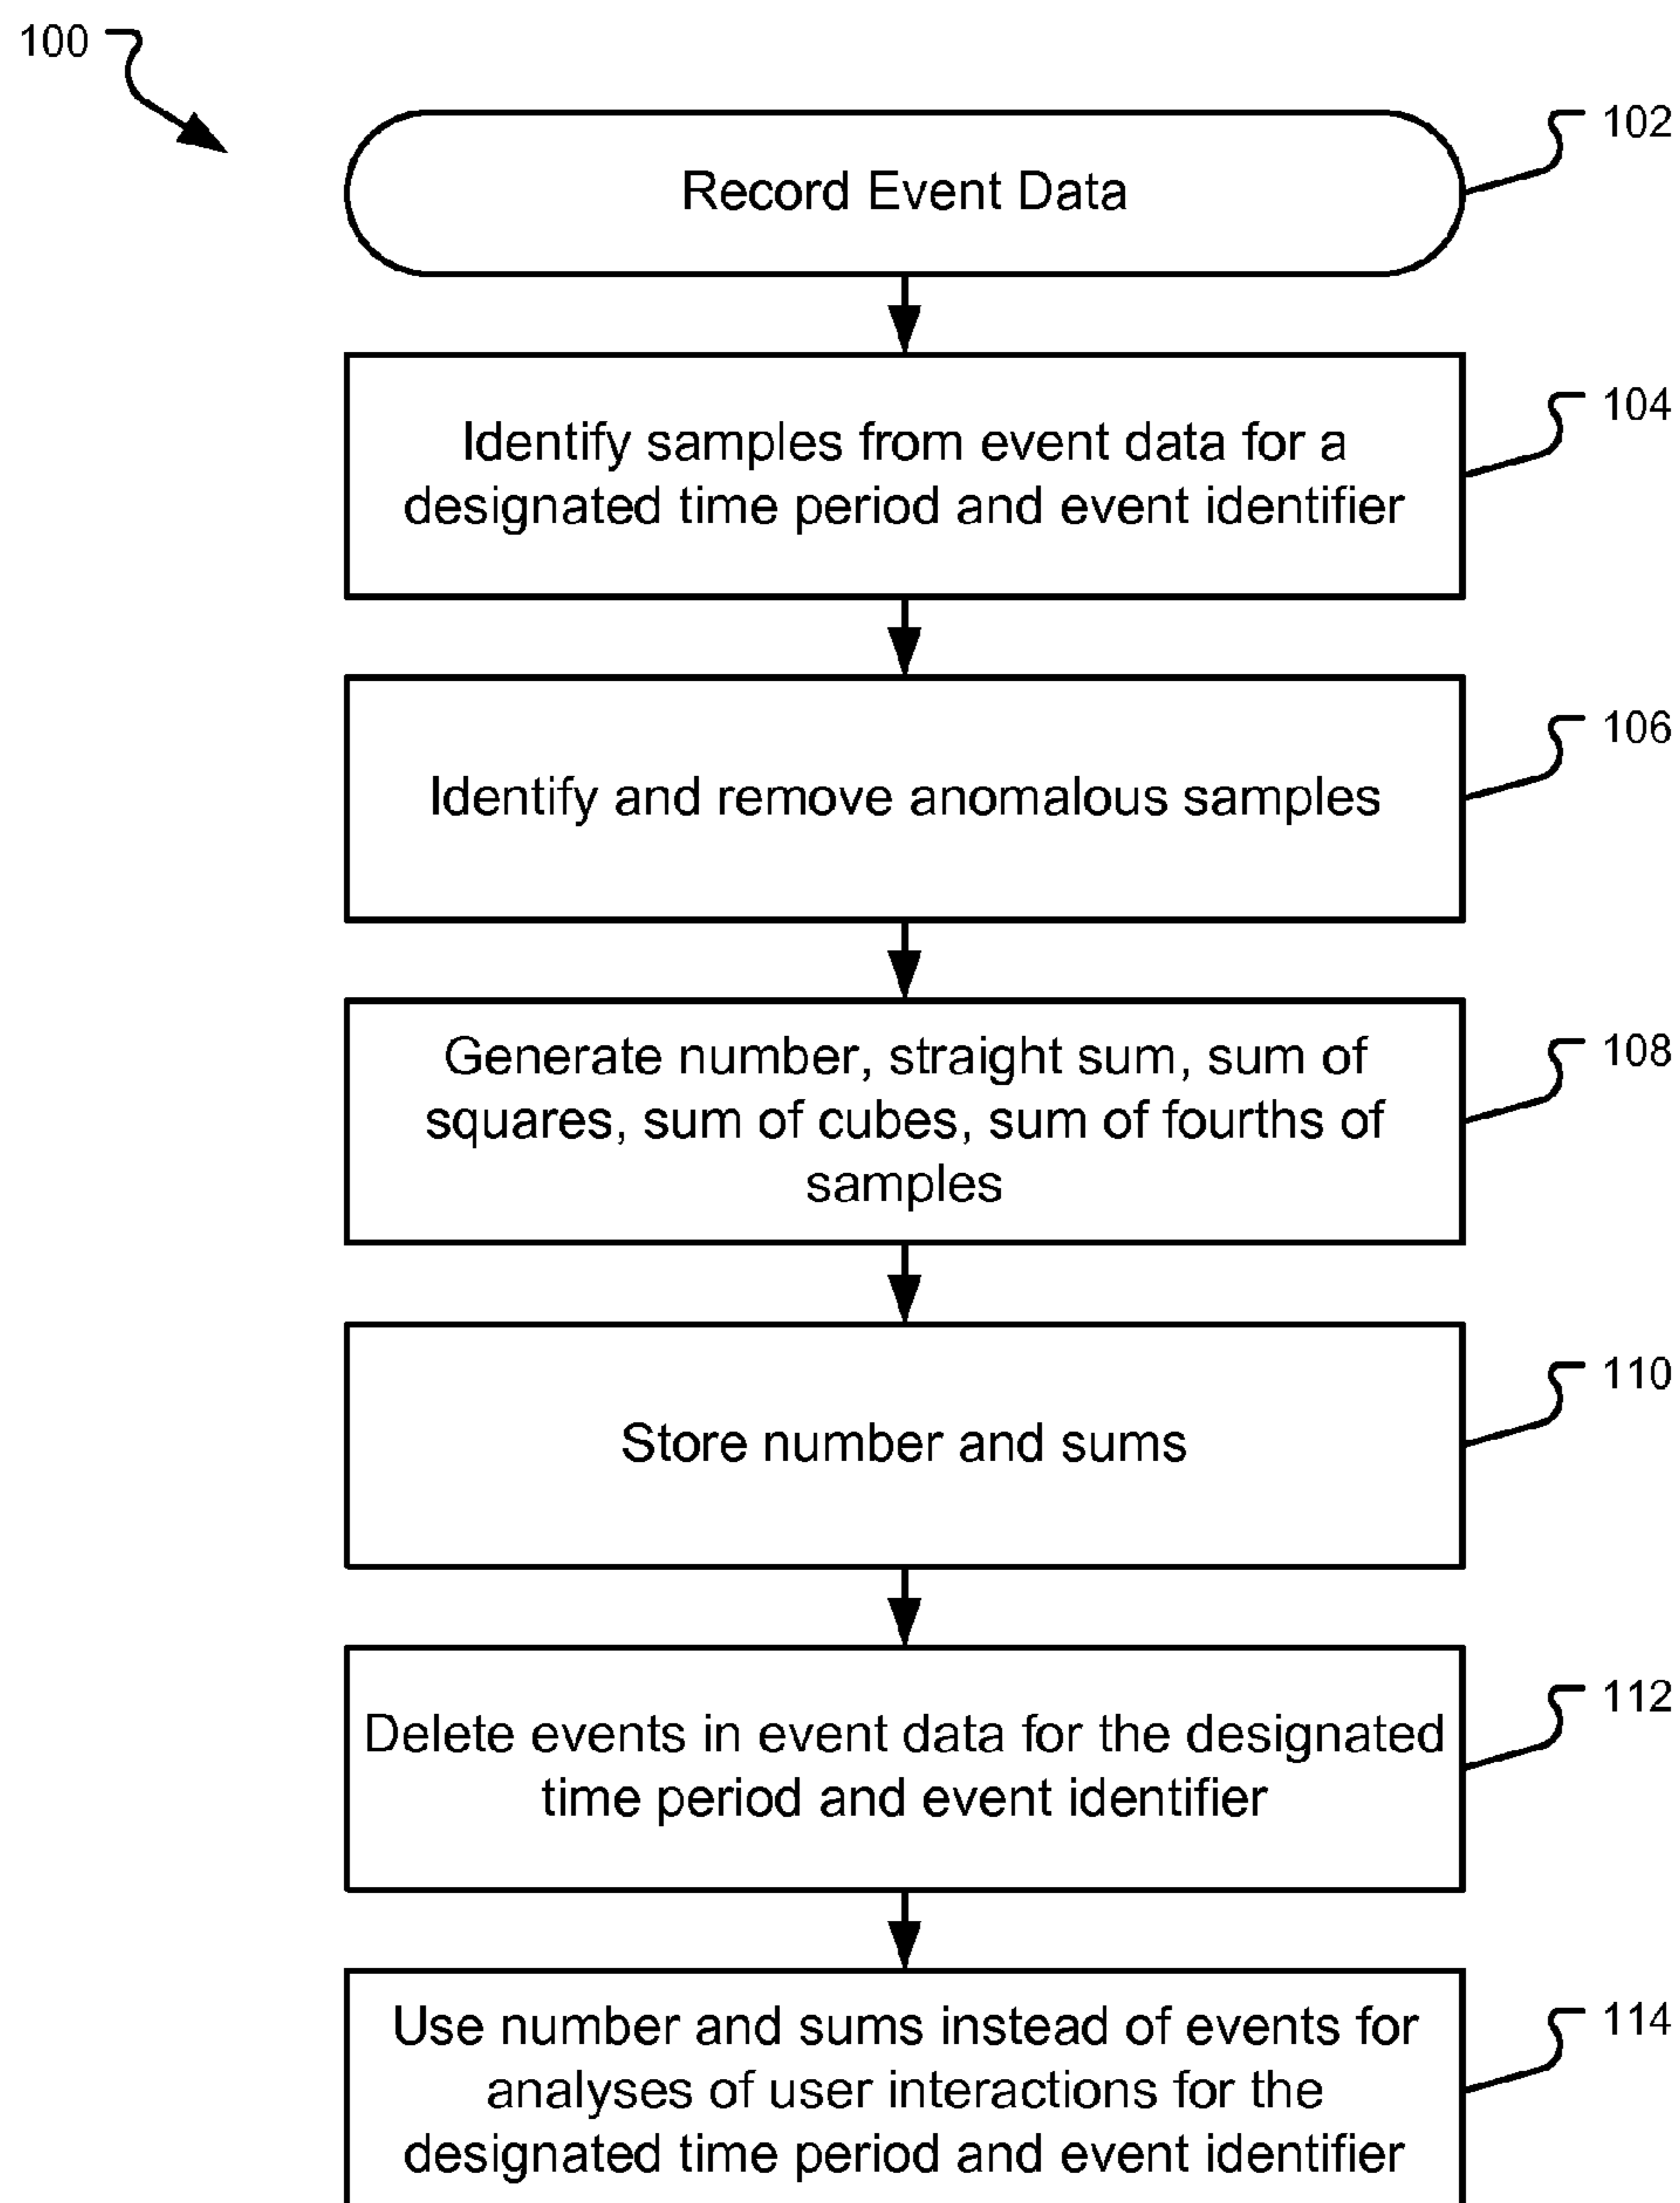 100
Record Event Data
102
Identify samples from event data for a
designated time period and event identifier
104
Identify and remove anomalous samples
106
Generate number, straight sum, sum of
squares, sum of cubes, sum of fourths of
samples
108
Store number and sums
110
Delete events in event data for the designated
time period and event identifier
112
Use number and sums instead of events for
analyses of user interactions for the
designated time period and event identifier
114